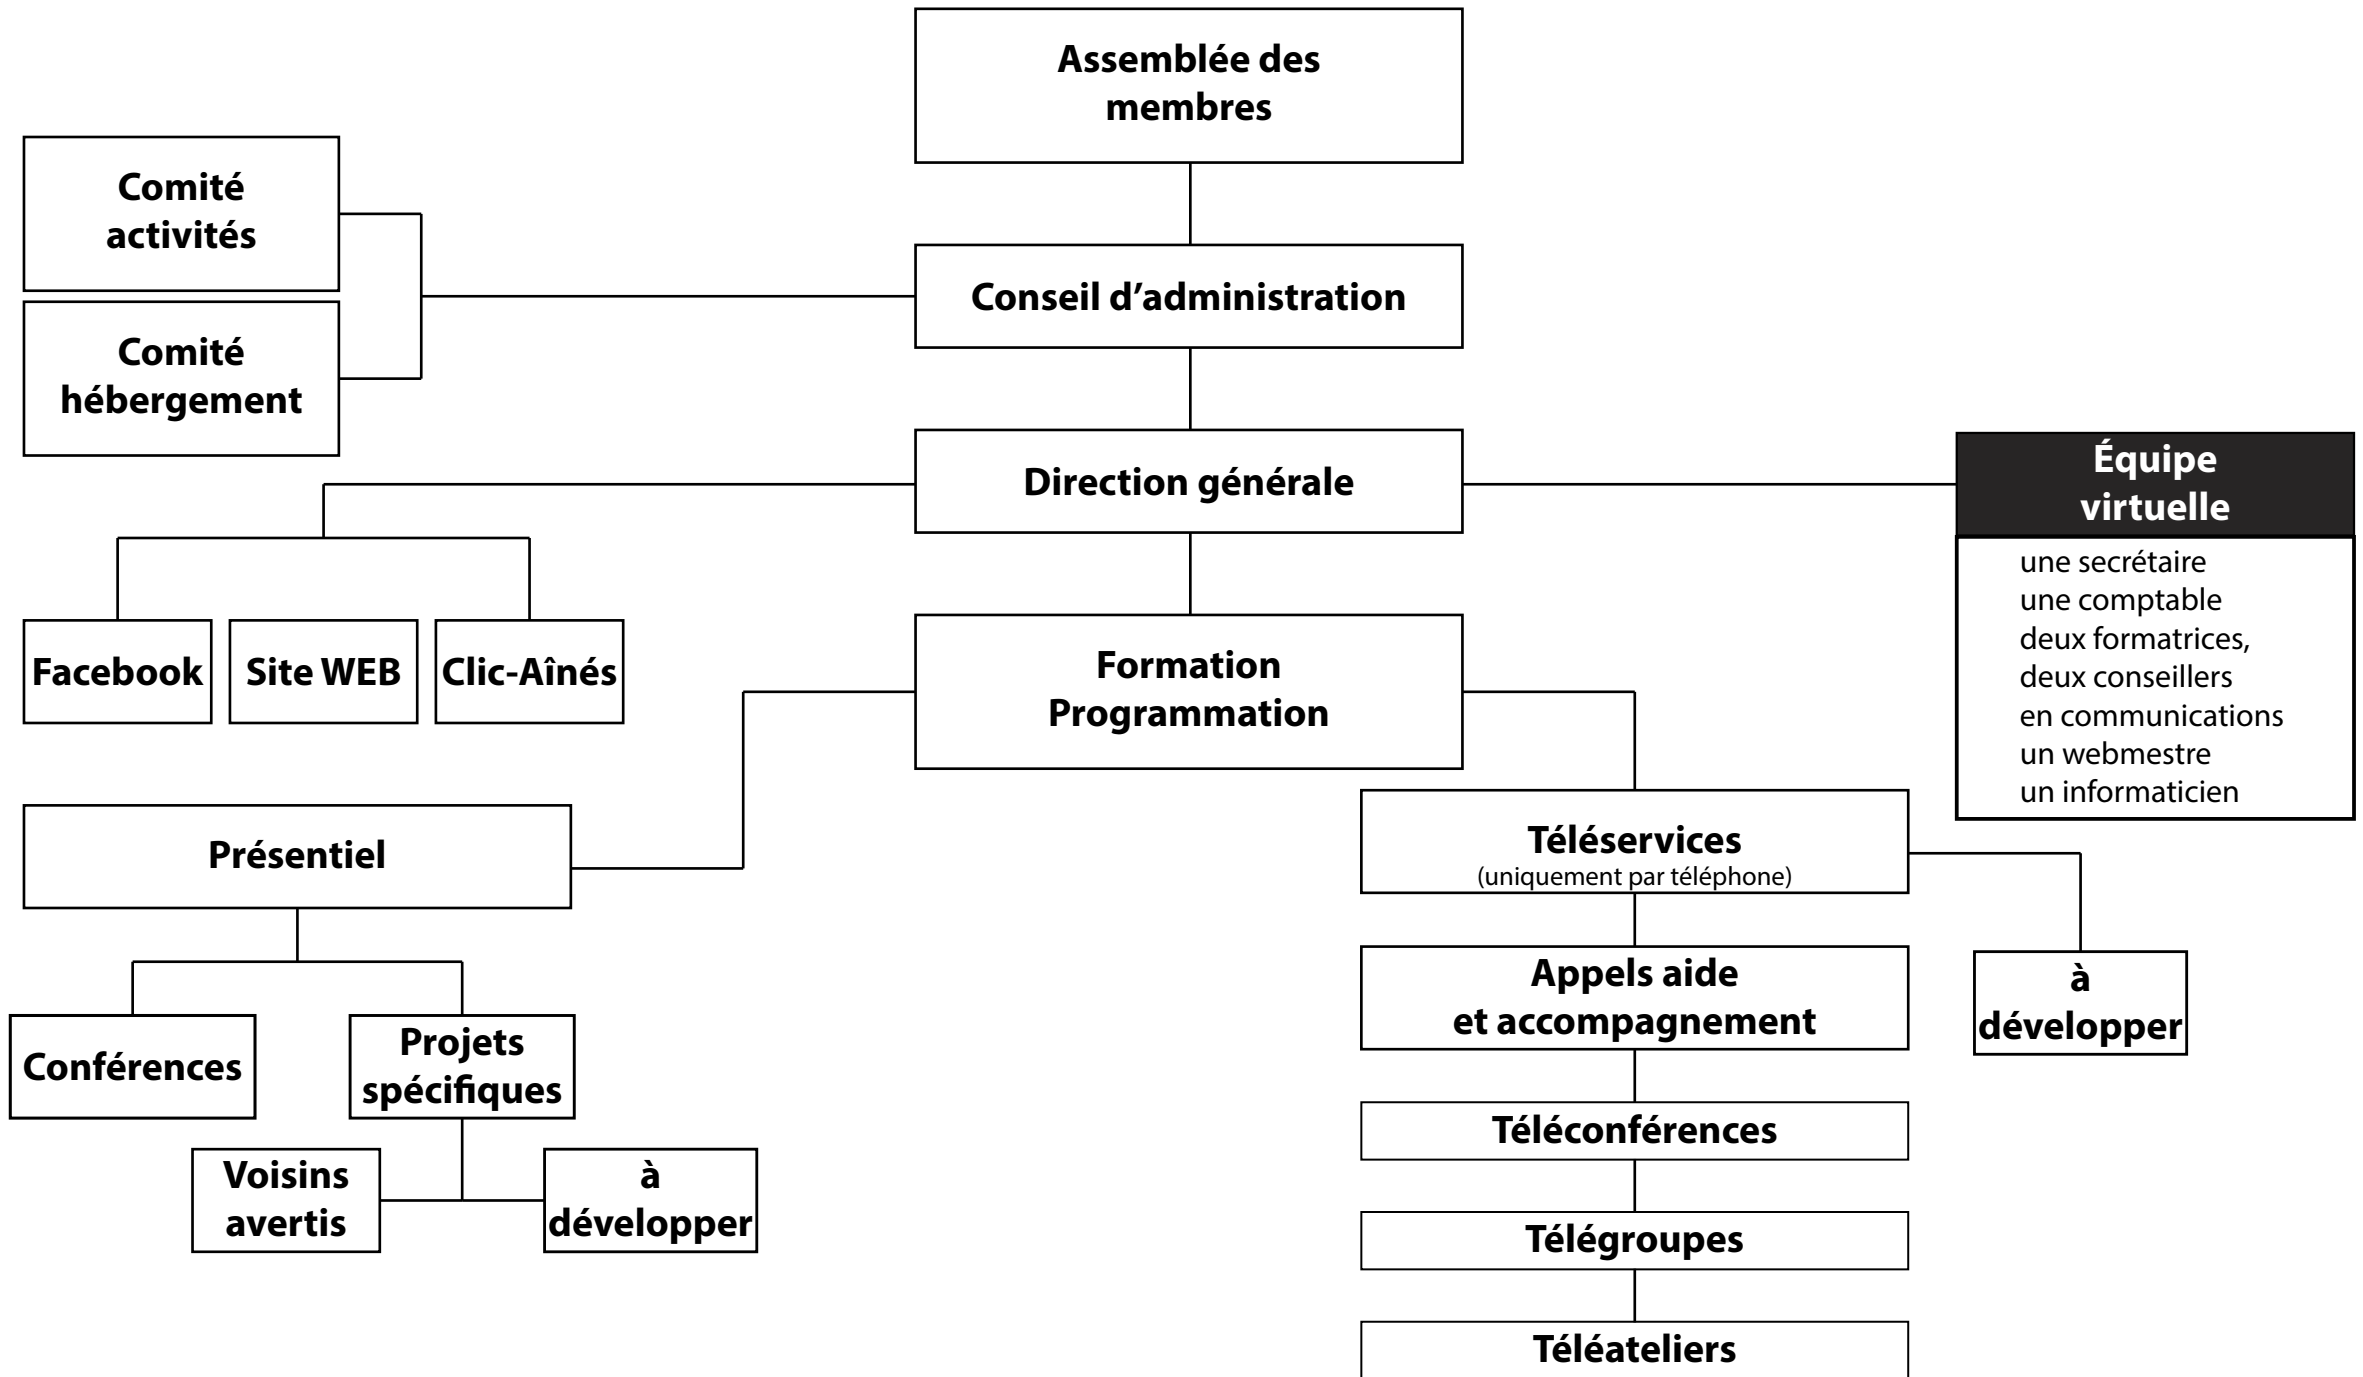 Assemblée des
membres
Comité
activités
Conseil d’administration
Comité
hébergement
Direction générale
Équipe
virtuelle
une secrétaire
une comptable
deux formatrices,
deux conseillers
en communications
un webmestre
un informaticien
Facebook
Site WEB
Clic-Aînés
Formation
Programmation
Présentiel
Téléservices
(uniquement par téléphone)
Conférences
Projets
spécifiques
Voisins
avertis
à
développer
Appels aide
et accompagnement
à
développer
Téléconférences
Télégroupes
Téléateliers